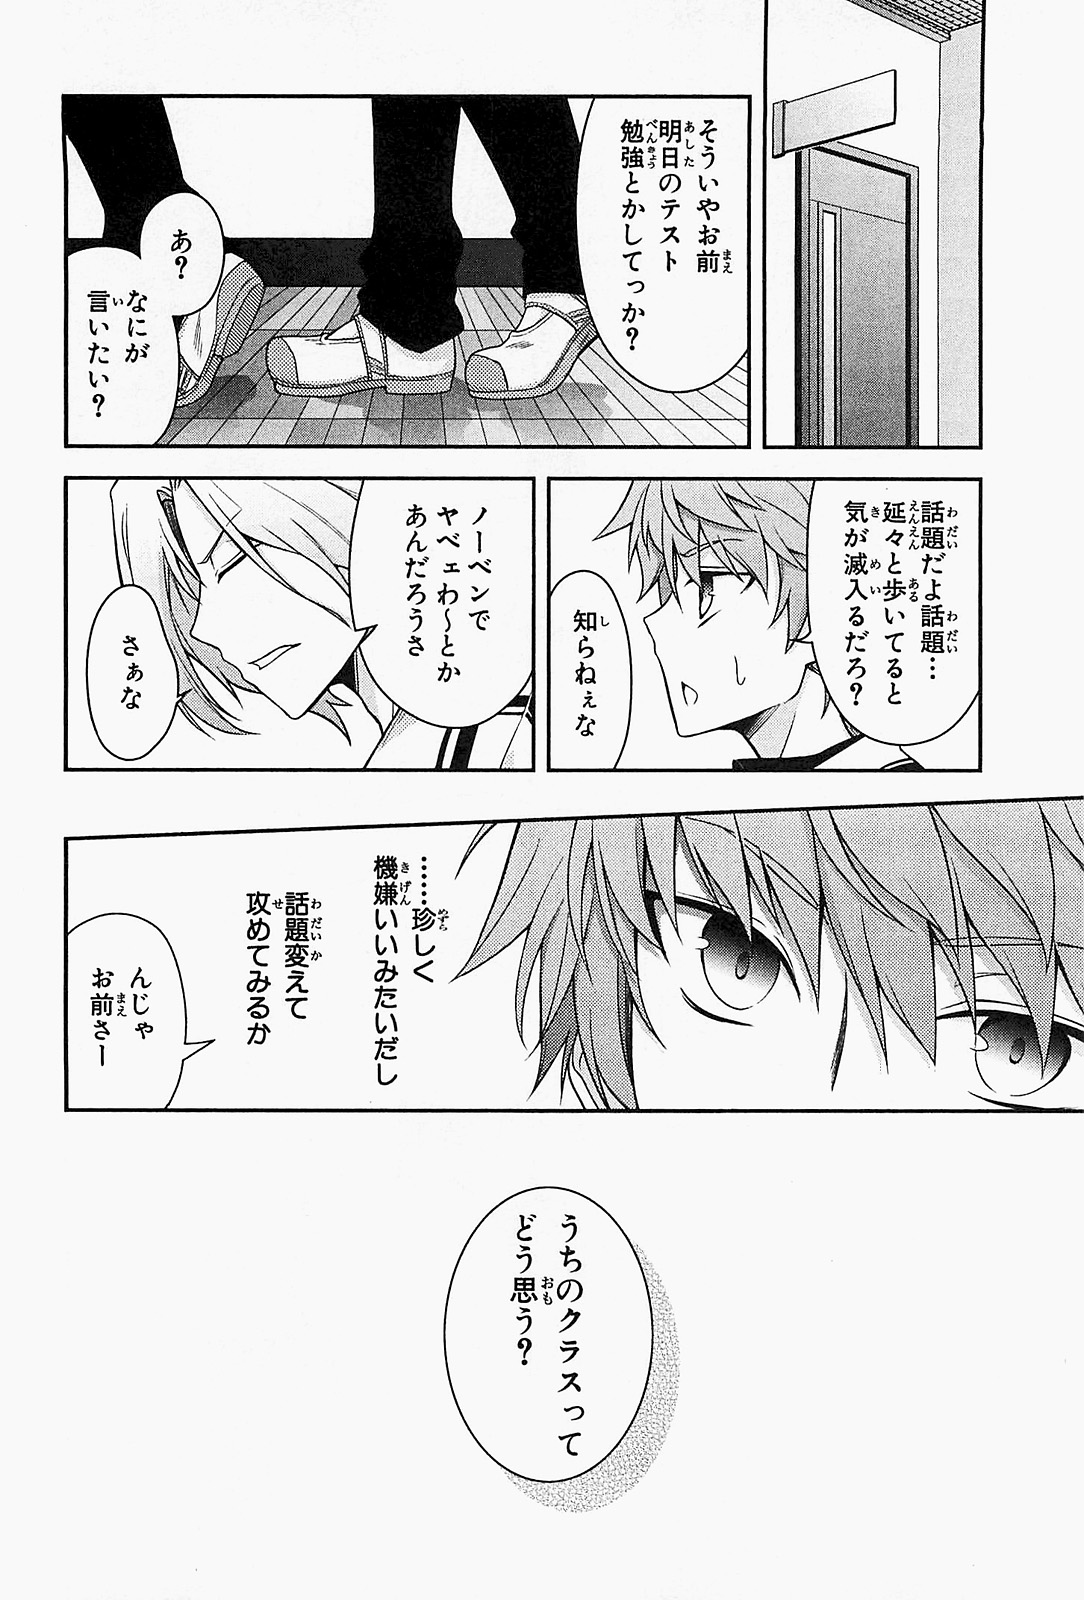 そういやお前
明日のテスト
勉強とかしてっか？
あ？
なにが
言いたい？
話題だよ話題…
延々と歩いてると
気が滅入るだろ？
知らねぇな
ノーベンで
ヤベェわ～とか
あんだろうさ
さぁな
……珍しく
機嫌いいみたいだし
話題変えて
攻めてみるか
んじゃ
お前さー
うちのクラスって
どう思う？